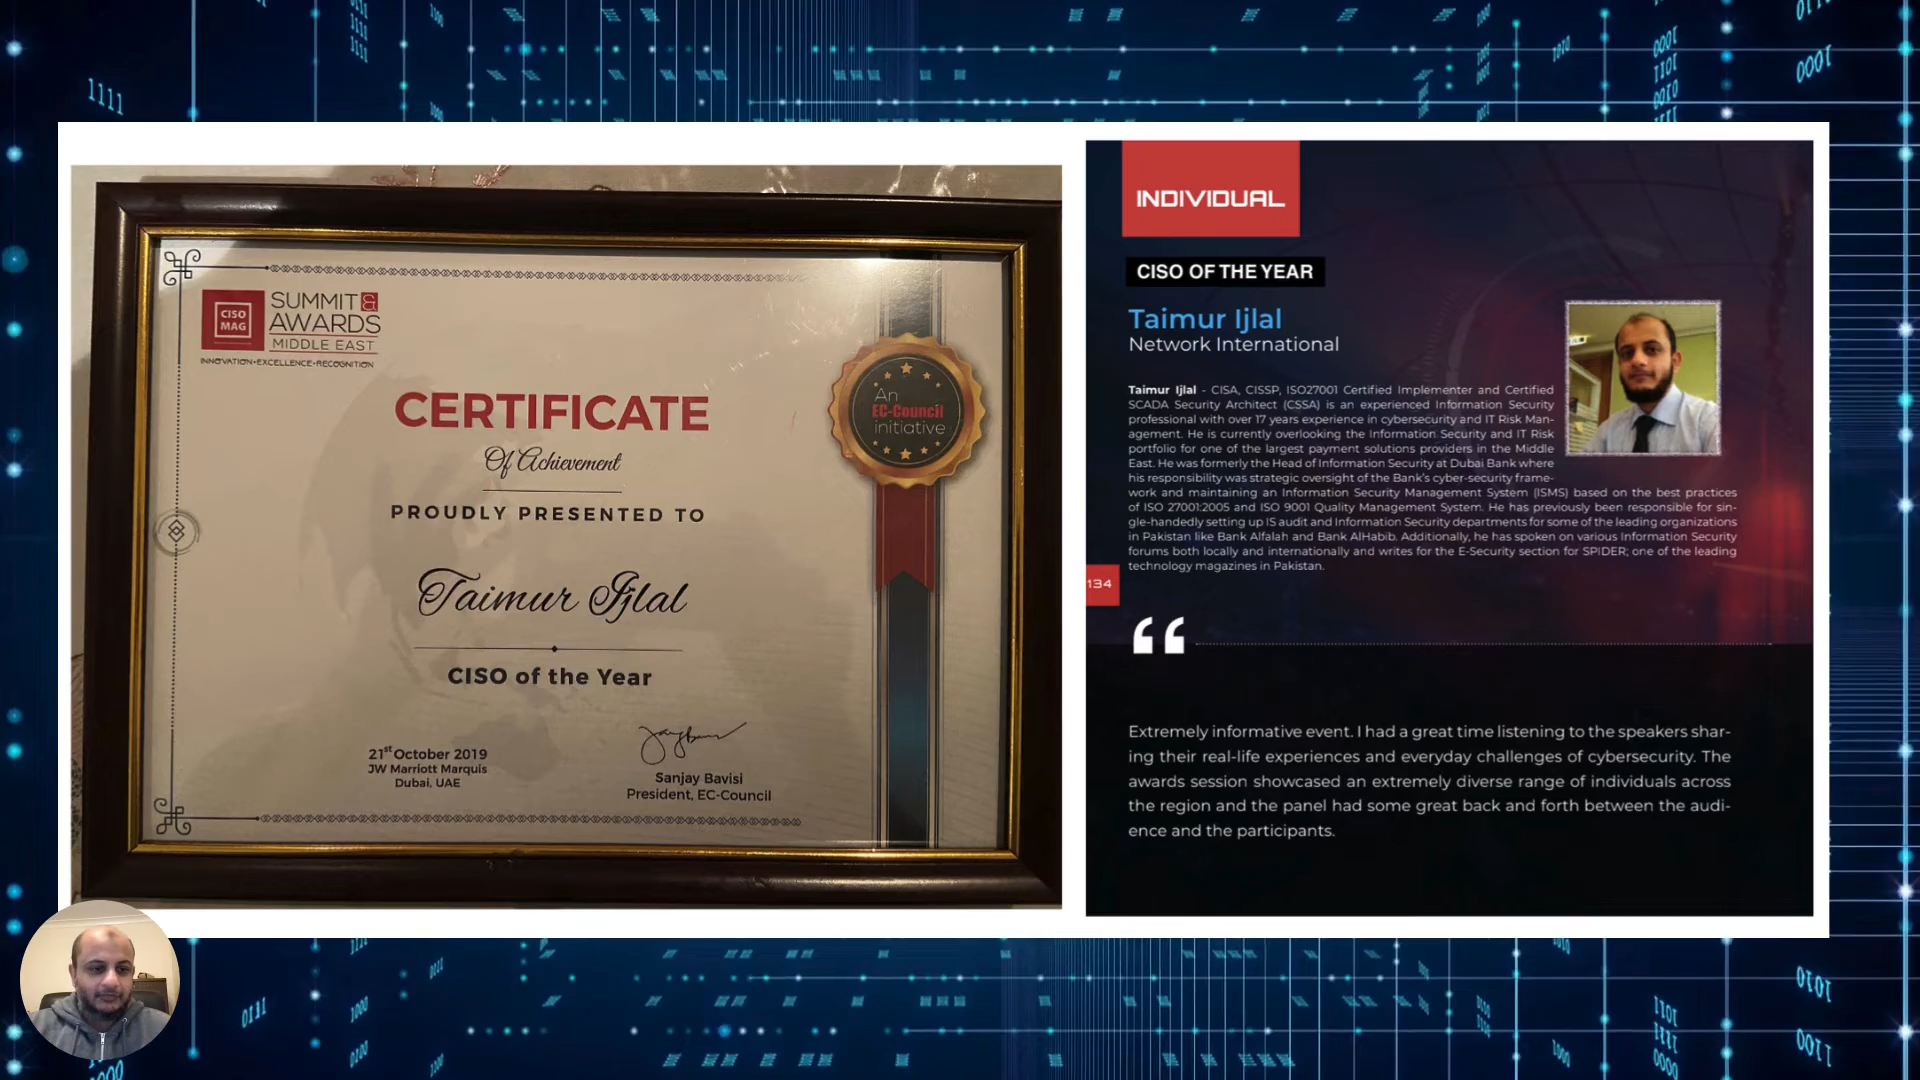 CISO
MAG
SUMMIT &
AWARDS
MIDDLE EAST
INNOVATION•EXCELLENCE•RECOGNITION
CERTIFICATE
Of Achievement
PROUDLY PRESENTED TO
Taimur Ijlal
CISO of the Year
21st October 2019
JW Marriott Marquis
Dubai, UAE
Sanjay Bavisi
President, EC-Council
An
EC-Council
initiative
INDIVIDUAL
CISO OF THE YEAR
Taimur Ijlal
Network International
Taimur Ijlal - CISA, CISSP, ISO27001 Certified Implementer and Certified
SCADA Security Architect (CSSA) is an experienced Information Security
professional with over 17 years experience in cybersecurity and IT Risk Man-
agement. He is currently overlooking the Information Security and IT Risk
portfolio for one of the largest payment solutions providers in the Middle
East. He was formerly the Head of Information Security at Dubai Bank where
his responsibility was strategic oversight of the Bank's cyber-security frame-
work and maintaining an Information Security Management System (ISMS) based on the best practices
of ISO 27001:2005 and ISO 9001 Quality Management System. He has previously been responsible for sin-
gle-handedly setting up IS audit and Information Security departments for some of the leading organizations
in Pakistan like Bank Alfalah and Bank AlHabib. Additionally, he has spoken on various Information Security
forums both locally and internationally and writes for the E-Security section for SPIDER; one of the leading
technology magazines in Pakistan.
134
“
Extremely informative event. I had a great time listening to the speakers shar-
ing their real-life experiences and everyday challenges of cybersecurity. The
awards session showcased an extremely diverse range of individuals across
the region and the panel had some great back and forth between the audi-
ence and the participants.